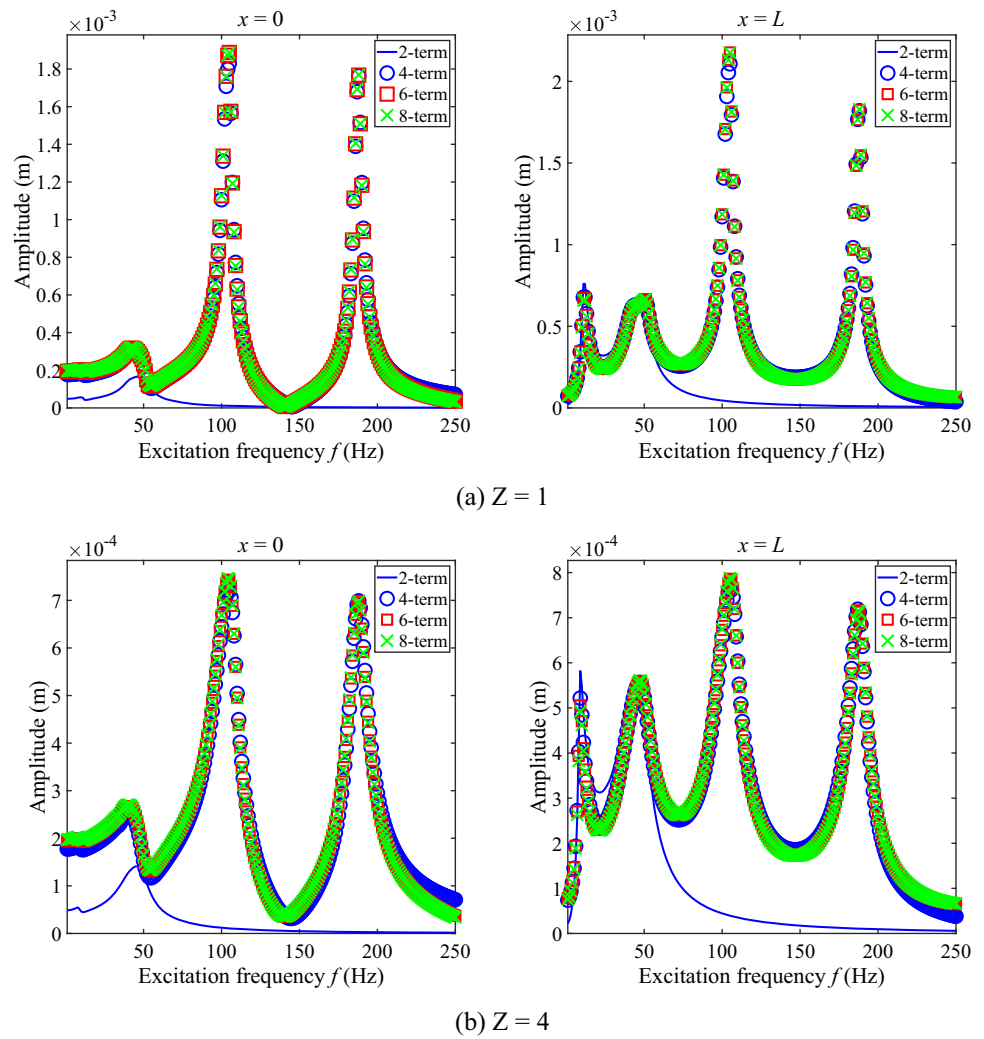 ×10⁻³
x = 0
2-term
4-term
6-term
8-term
Amplitude (m)
1.8
1.6
1.4
1.2
1
0.8
0.6
0.4
0.2
0
0 50 100 150 200 250
Excitation frequency f (Hz)
×10⁻³
x = L
2-term
4-term
6-term
8-term
Amplitude (m)
2
1.5
1
0.5
0
50 100 150 200 250
Excitation frequency f (Hz)
(a) Z = 1
×10⁻⁴
x = 0
2-term
4-term
6-term
8-term
Amplitude (m)
7
6
5
4
3
2
1
0
50 100 150 200 250
Excitation frequency f (Hz)
×10⁻⁴
x = L
2-term
4-term
6-term
8-term
Amplitude (m)
8
7
6
5
4
3
2
1
0
50 100 150 200 250
Excitation frequency f (Hz)
(b) Z = 4